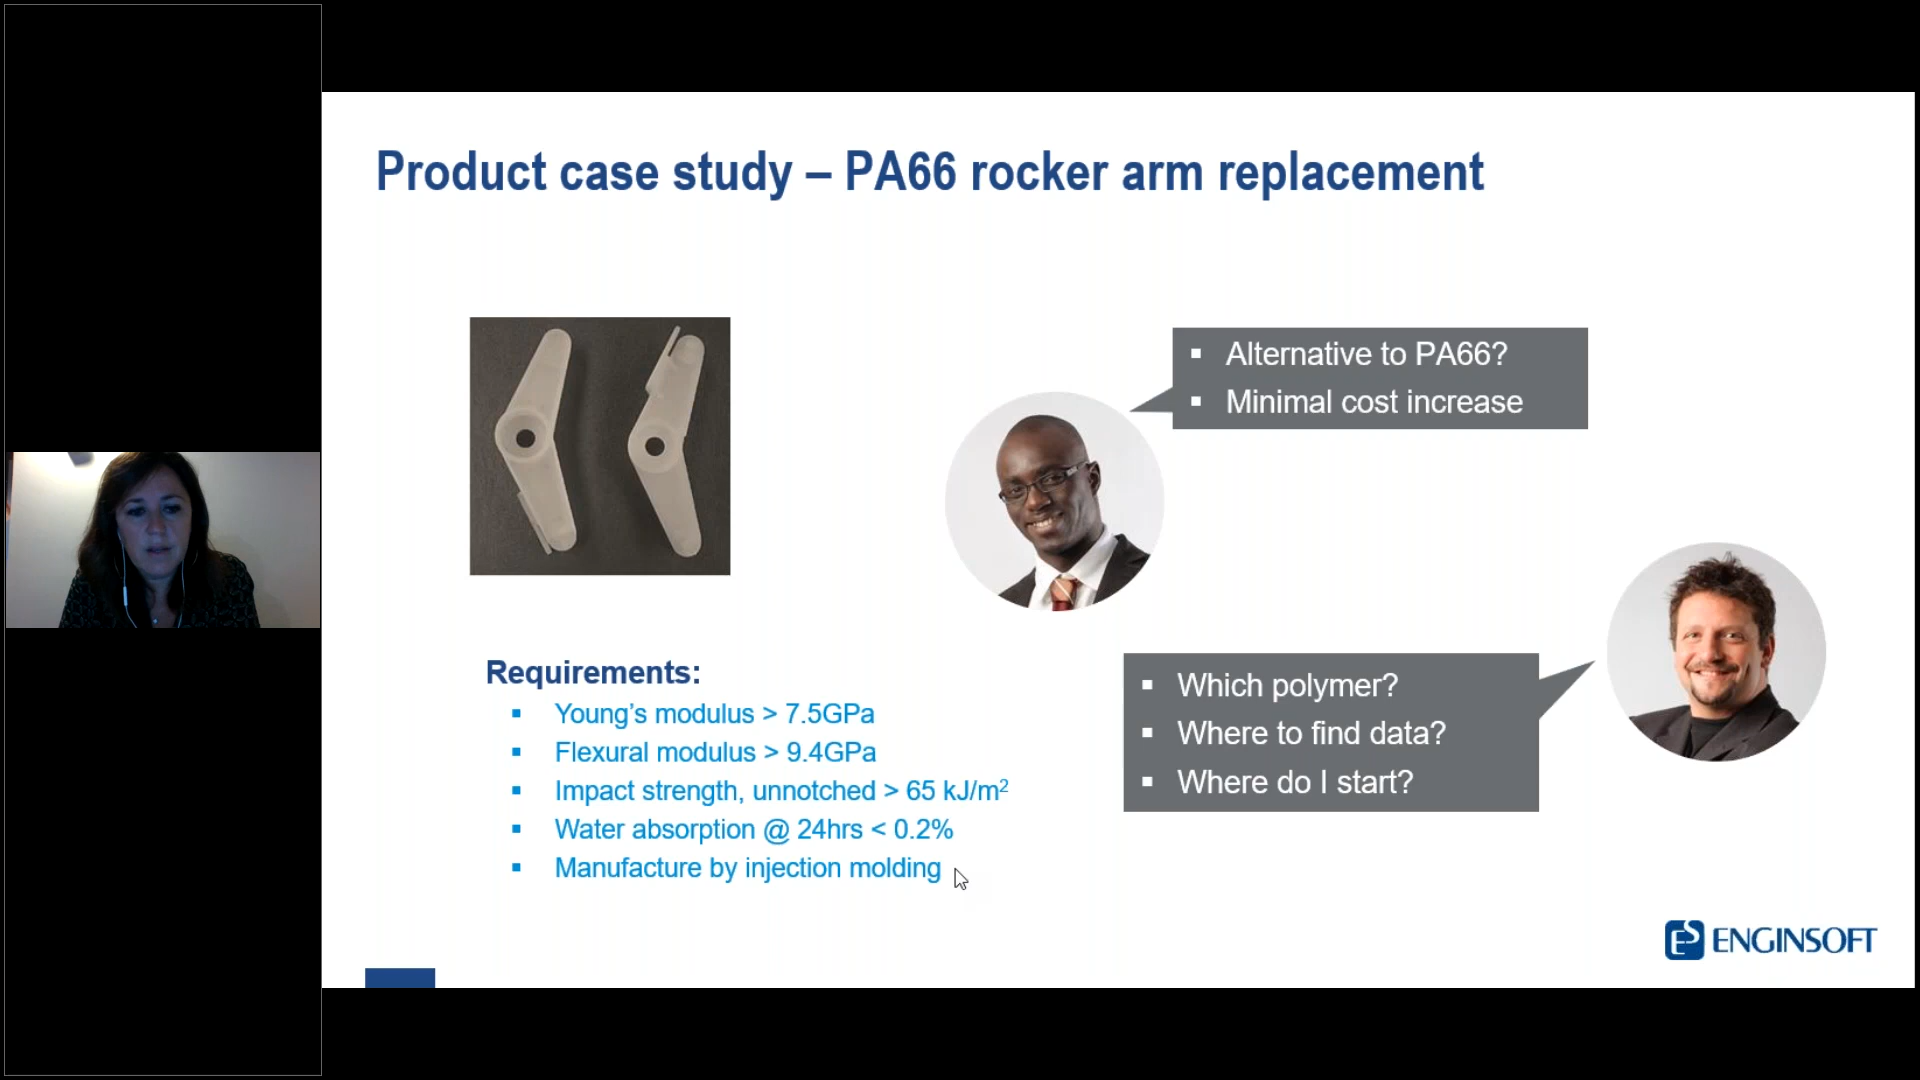 Product case study – PA66 rocker arm replacement
▪ Alternative to PA66?
▪ Minimal cost increase
Requirements:
▪ Young's modulus > 7.5GPa
▪ Flexural modulus > 9.4GPa
▪ Impact strength, unnotched > 65 kJ/m²
▪ Water absorption @ 24hrs < 0.2%
▪ Manufacture by injection molding
▪ Which polymer?
▪ Where to find data?
▪ Where do I start?
ES ENGINSOFT